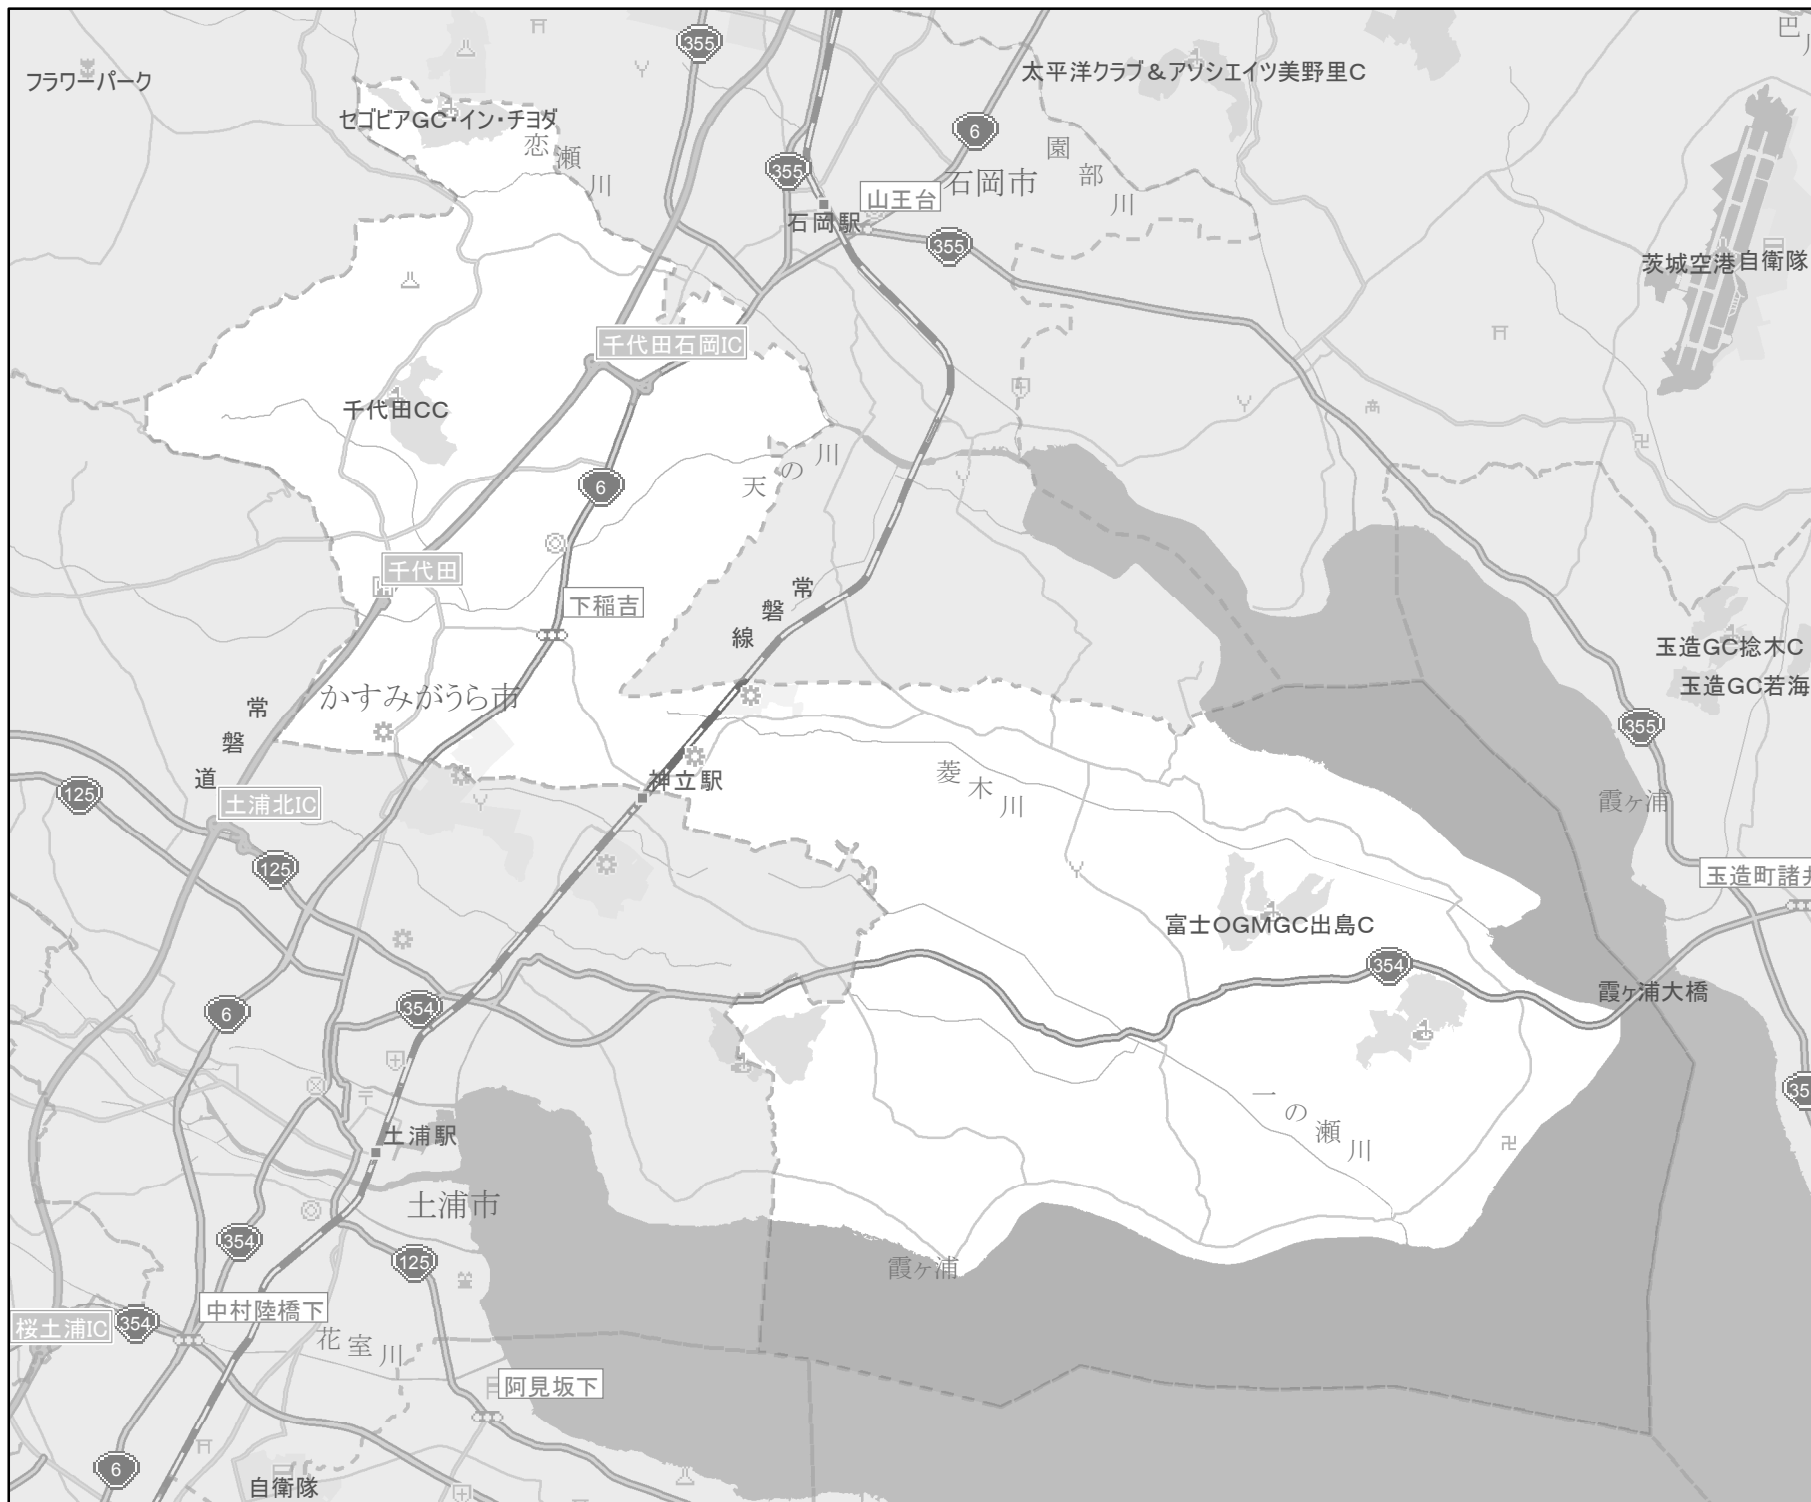 355
巴
フラワーパーク
太平洋クラブ&アソシエイツ美野里C
セゴビアGC・イン・チヨダ
6
恋瀬川
園部川
355
石岡市
山王台
石岡駅
355
茨城空港
自衛隊
千代田石岡IC
千代田CC
天の川
6
千代田
下稲吉
常磐線
玉造GC捻木C
玉造GC若海
かすみがうら市
常磐道
355
神立駅
菱木川
125
土浦北IC
霞ヶ浦
125
玉造町諸井
富士OGMGC出島C
354
霞ヶ浦大橋
354
6
35
一の瀬川
土浦駅
土浦市
354
125
霞ヶ浦
中村陸橋下
354
桜土浦IC
花室川
阿見坂下
6
自衛隊